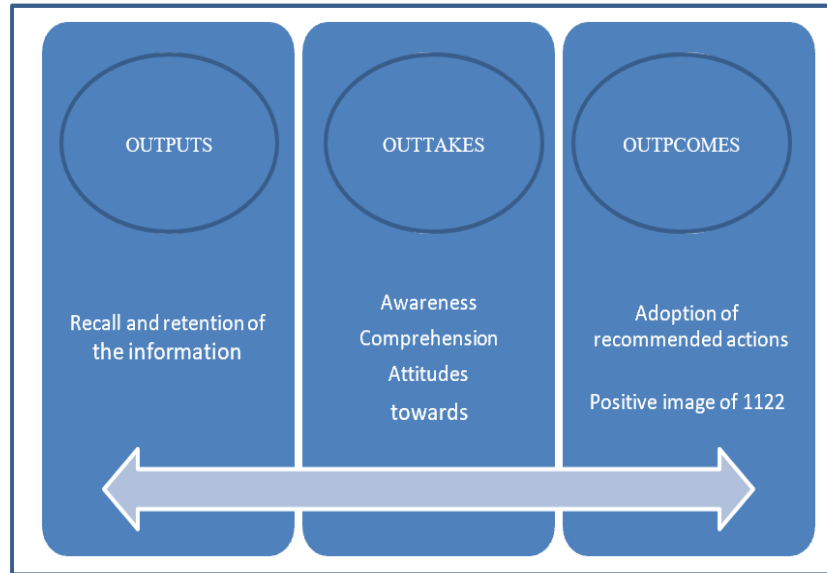 OUTPUTS
Recall and retention of
the information
OUTTAKES
Awareness
Comprehension
Attitudes
towards
OUTPCOMES
Adoption of
recommended actions
Positive image of 1122